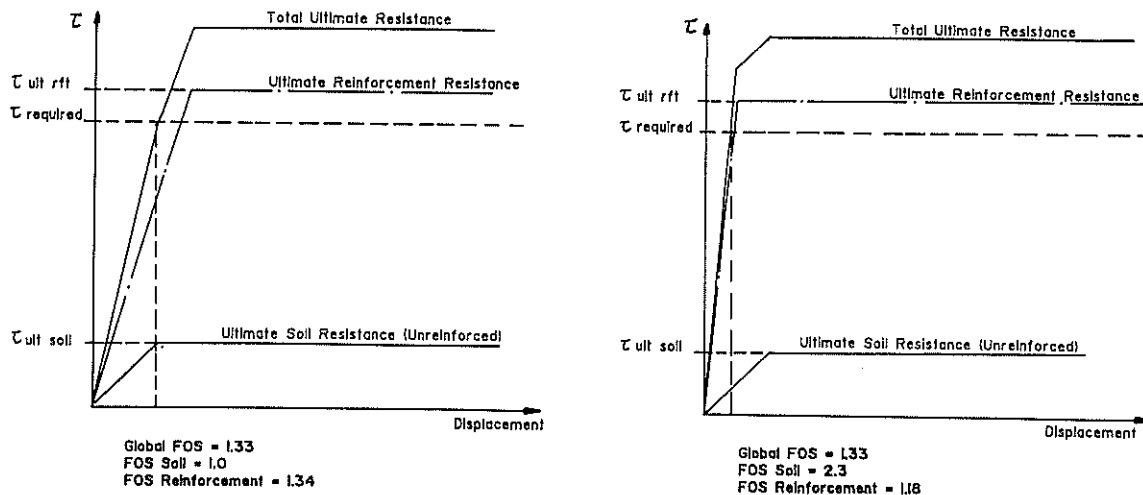 τ
Total Ultimate Resistance
τ ult rft
Ultimate Reinforcement Resistance
τ required
τ ult soil
Ultimate Soil Resistance (Unreinforced)
Displacement
Global FOS = 1.33
FOS Soil = 1.0
FOS Reinforcement = 1.34
τ
Total Ultimate Resistance
τ ult rft
Ultimate Reinforcement Resistance
τ required
τ ult soil
Ultimate Soil Resistance (Unreinforced)
Displacement
Global FOS = 1.33
FOS Soil = 2.3
FOS Reinforcement = 1.18